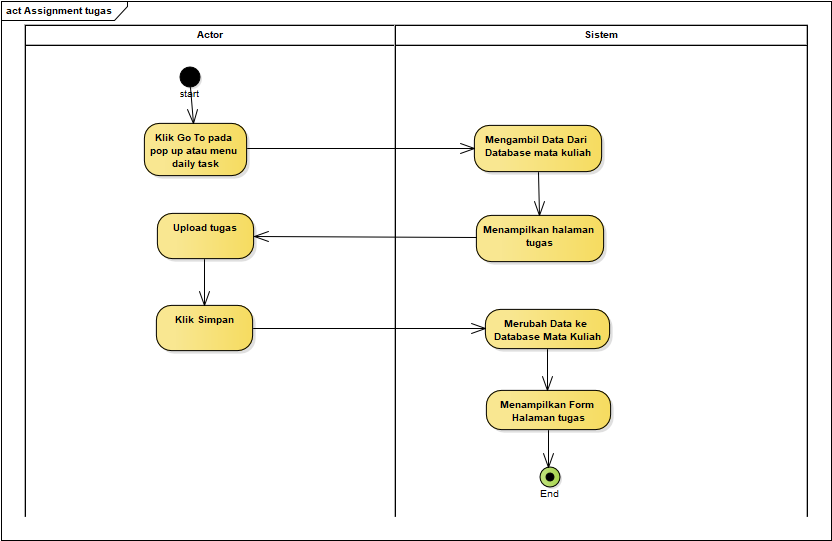 act Assignment tugas
Actor
Sistem
start
Klik Go To pada
pop up atau menu
daily task
Mengambil Data Dari
Database mata kuliah
Upload tugas
Menampilkan halaman
tugas
Klik Simpan
Merubah Data ke
Database Mata Kuliah
Menampilkan Form
Halaman tugas
End